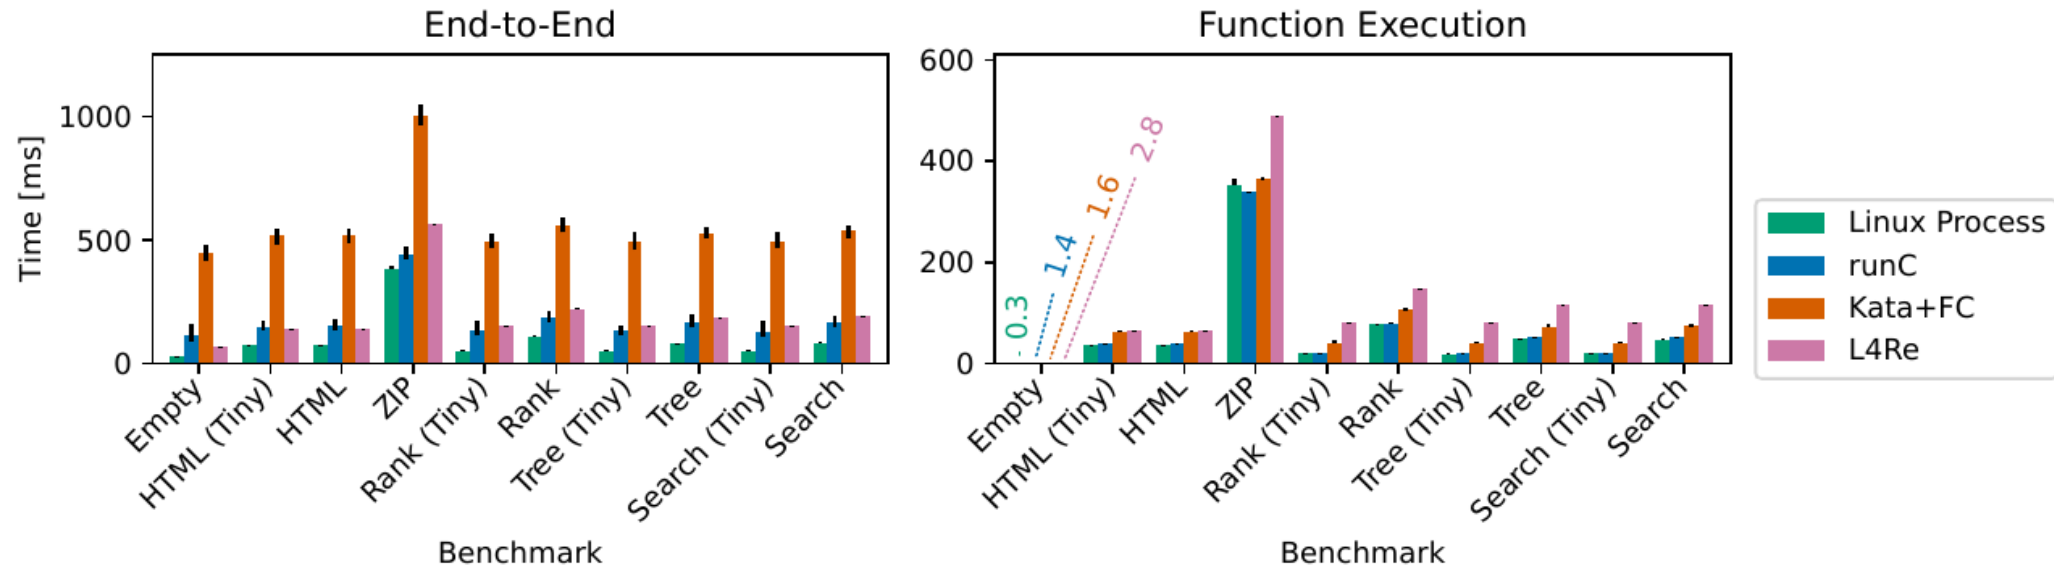 End-to-End
Time [ms]
1000
500
0
Empty
HTML (Tiny)
HTML
ZIP
Rank (Tiny)
Rank
Tree (Tiny)
Tree
Search (Tiny)
Search
Benchmark
Function Execution
600
400
200
0
0.3
1.4
1.6
2.8
Empty
HTML (Tiny)
HTML
ZIP
Rank (Tiny)
Rank
Tree (Tiny)
Tree
Search (Tiny)
Search
Benchmark
Linux Process
runC
Kata+FC
L4Re